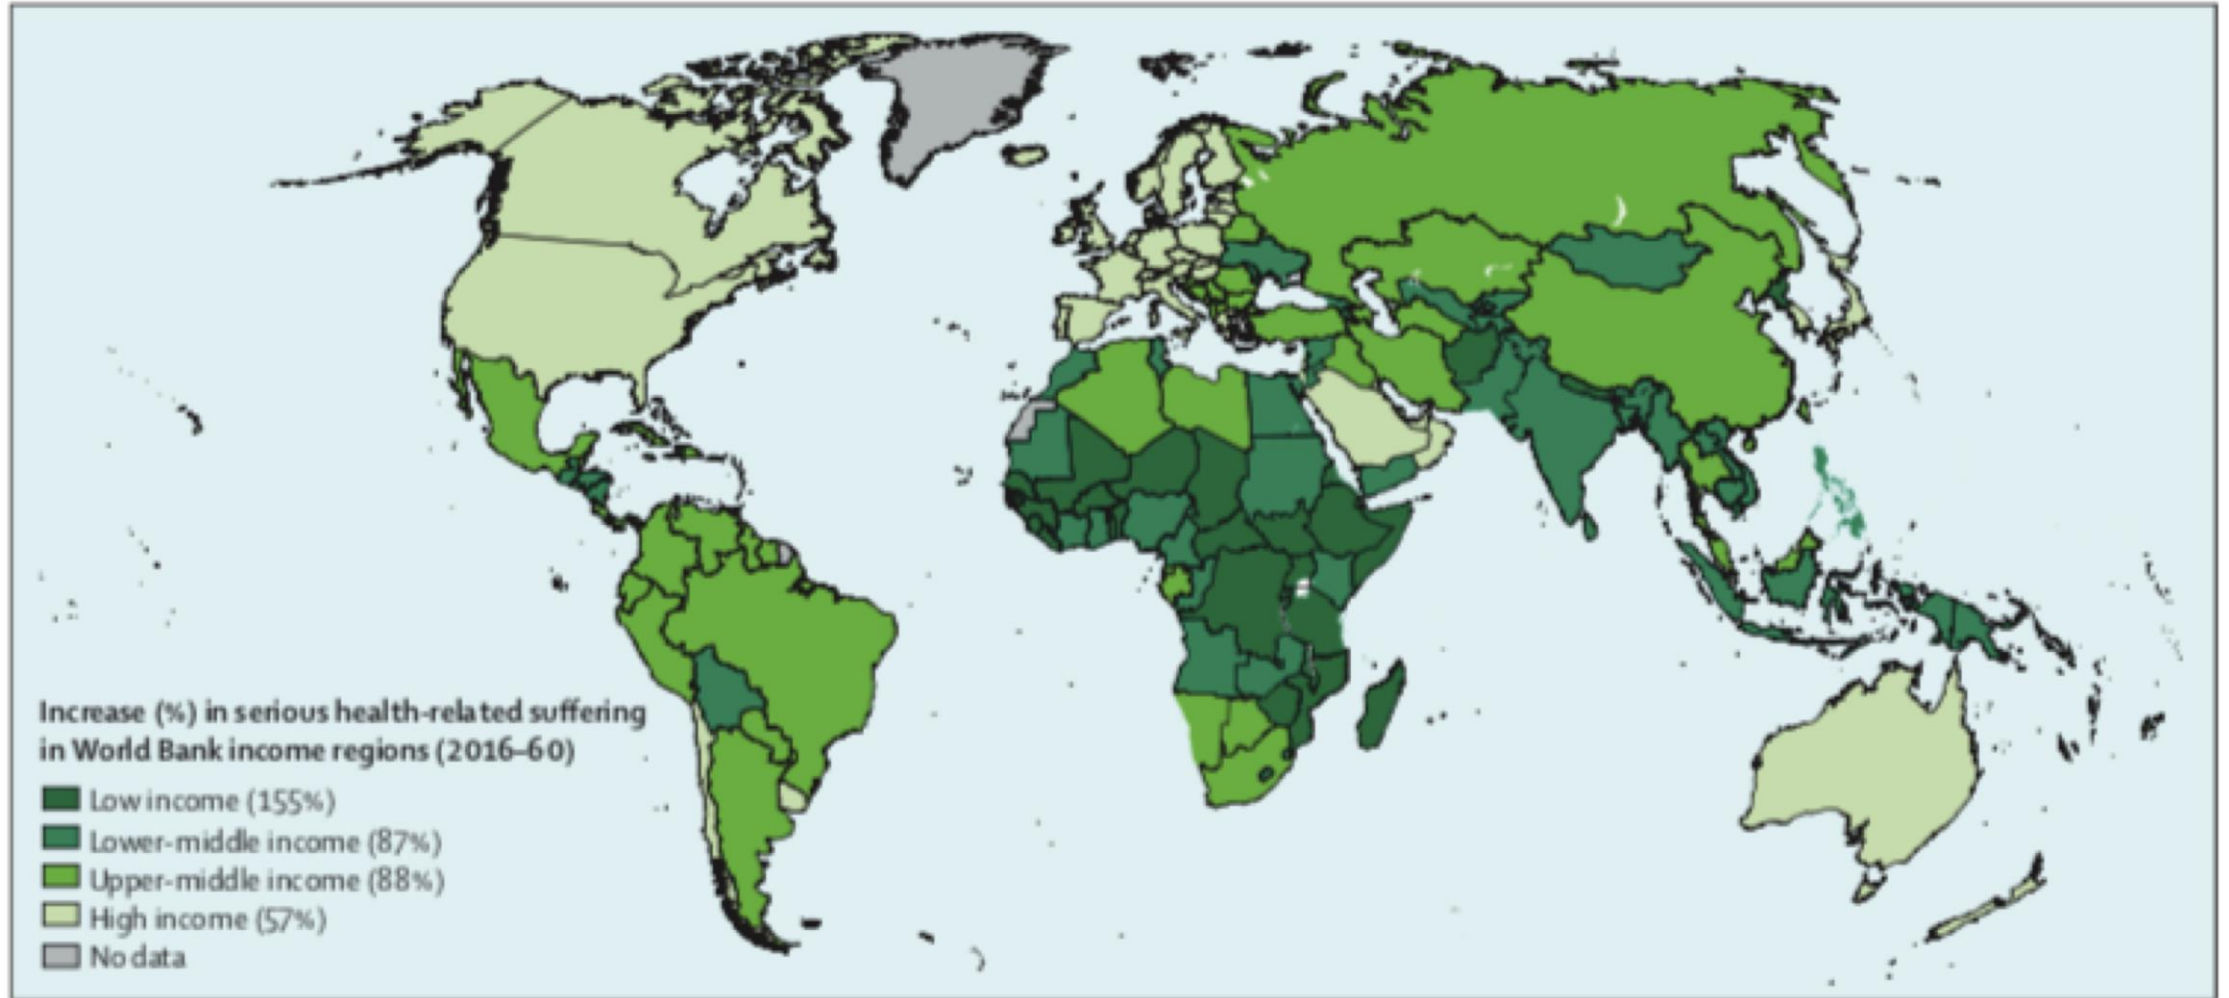 Increase (%) in serious health-related suffering
in World Bank income regions (2016–60)
Low income (155%)
Lower-middle income (87%)
Upper-middle income (88%)
High income (57%)
No data